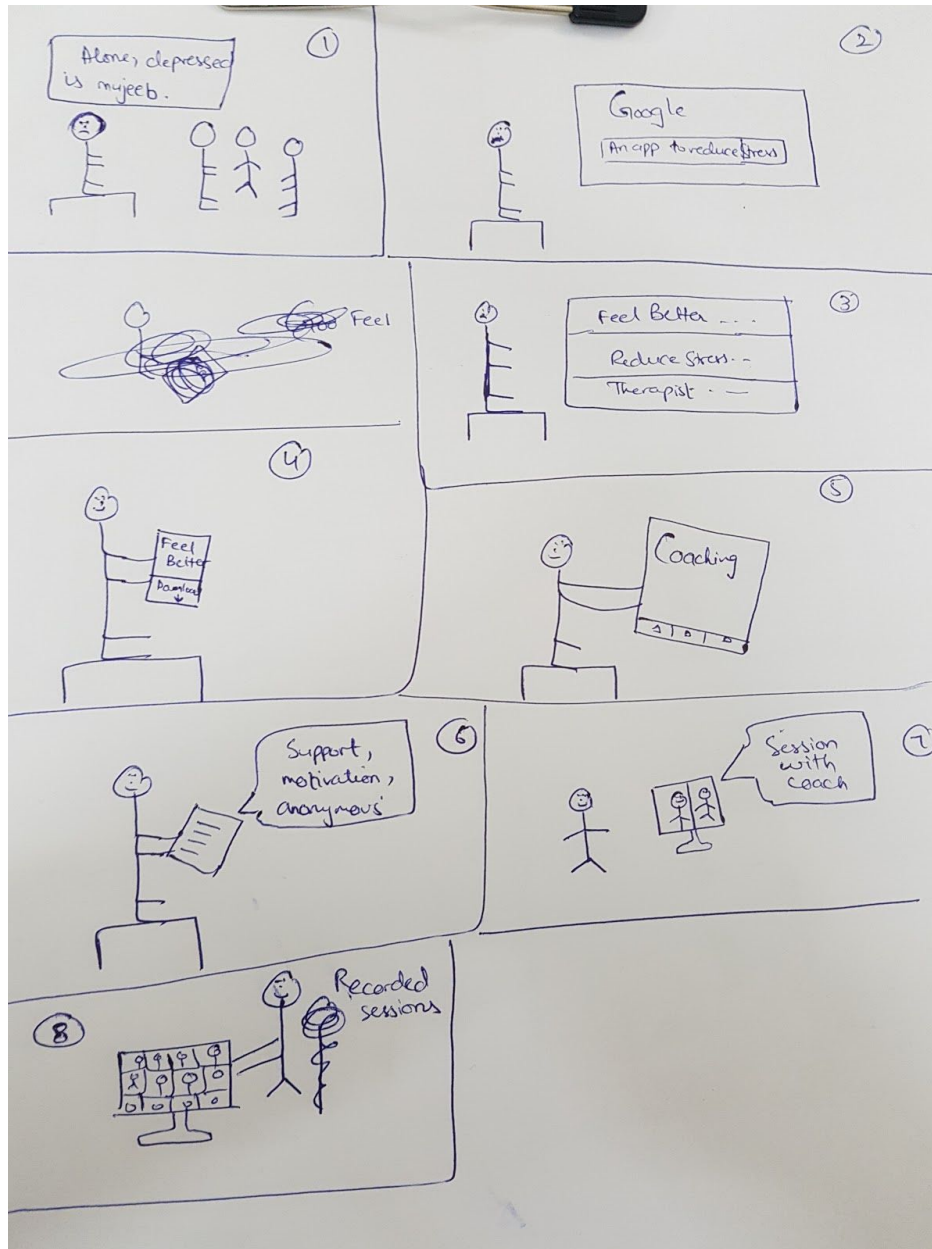 1
Alone, depressed
is mujeeb.
2
Google
An app to reduce stress
Feel
3
Feel Better ...
Reduce Stress--
Therapist . --
4
Feel
Better
Download
5
Coaching
6
Support,
motivation,
anonymous
7
Session
with
coach
8
Recorded
sessions